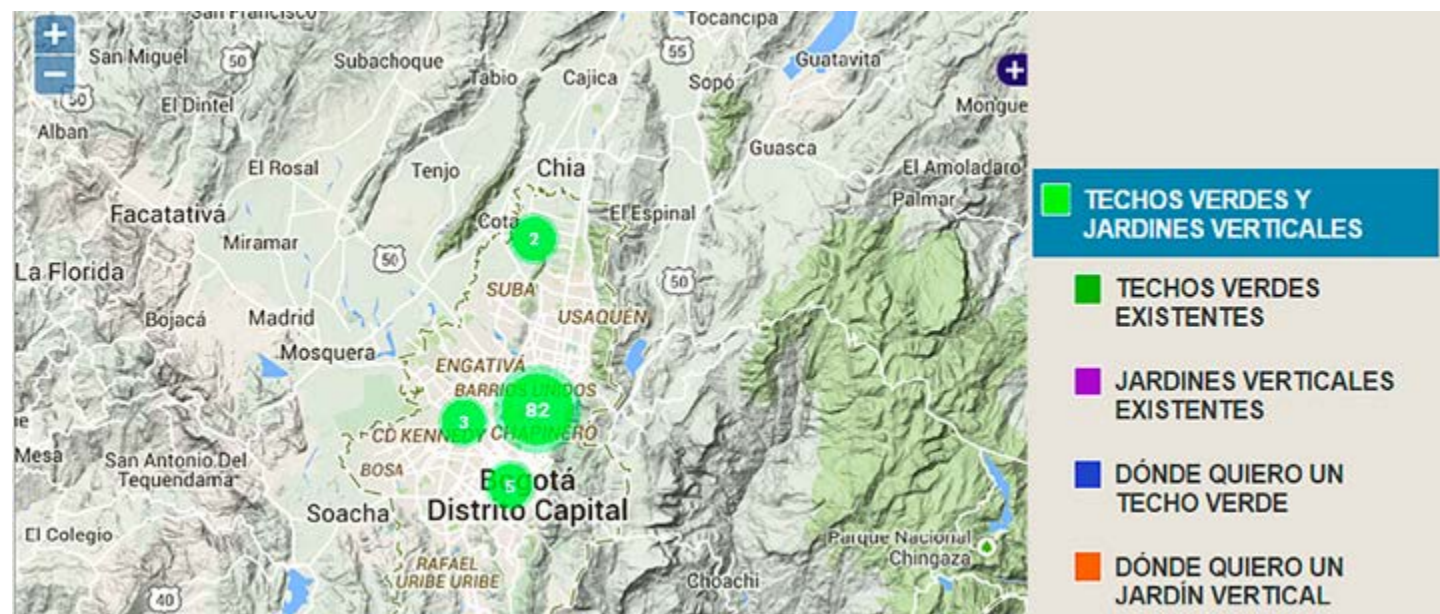 San Francisco
Tocancipa
+
San Miguel
50
Subachoque
55
Guatavita
Tabio
Cajica
Sopó
+
−
50
El Dintel
Mongue
Alban
Guasca
El Rosal
Tenjo
Chia
El Amoladaro
Palmar
TECHOS VERDES Y
JARDINES VERTICALES
Facatativá
Cota
El Espinal
Miramar
2
50
La Florida
50
SUBA
TECHOS VERDES
EXISTENTES
Bojacá
Madrid
USAQUÉN
Mosquera
ENGATIVÁ
BARRIOS UNIDOS
JARDINES VERTICALES
EXISTENTES
82
3
CD KENNEDY
CHAPINERO
Mesa
San Antonio Del
Tequendama
BOSA
Bogotá
Distrito Capital
5
DÓNDE QUIERO UN
TECHO VERDE
Soacha
El Colegio
Parque Nacional
Chingaza
RAFAEL
URIBE URIBE
Choachi
40
DÓNDE QUIERO UN
JARDÍN VERTICAL